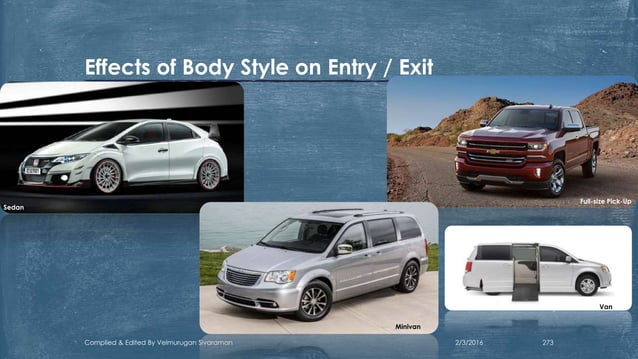 Effects of Body Style on Entry / Exit
Sedan
Full-size Pick-Up
Minivan
Van
Complied & Edited By Velmurugan Sivaraman
2/3/2016
273